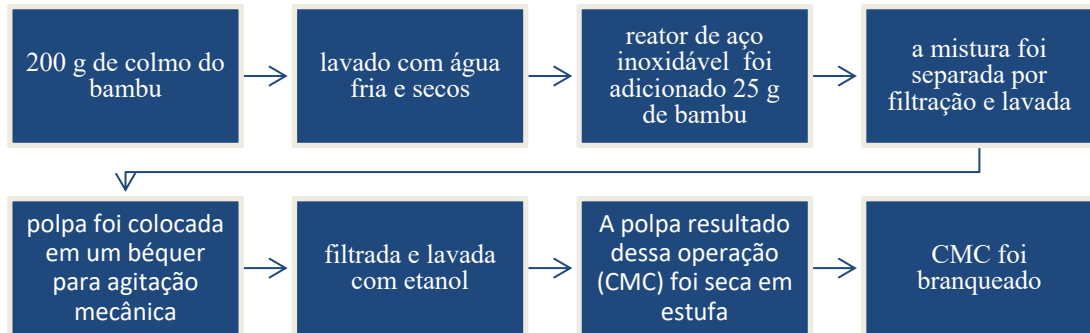 200 g de colmo do
bambu
lavado com água
fria e secos
reator de aço
inoxidável foi
adicionado 25 g
de bambu
a mistura foi
separada por
filtração e lavada
polpa foi colocada
em um béquer
para agitação
mecânica
filtrada e lavada
com etanol
A polpa resultado
dessa operação
(CMC) foi seca em
estufa
CMC foi
branqueado